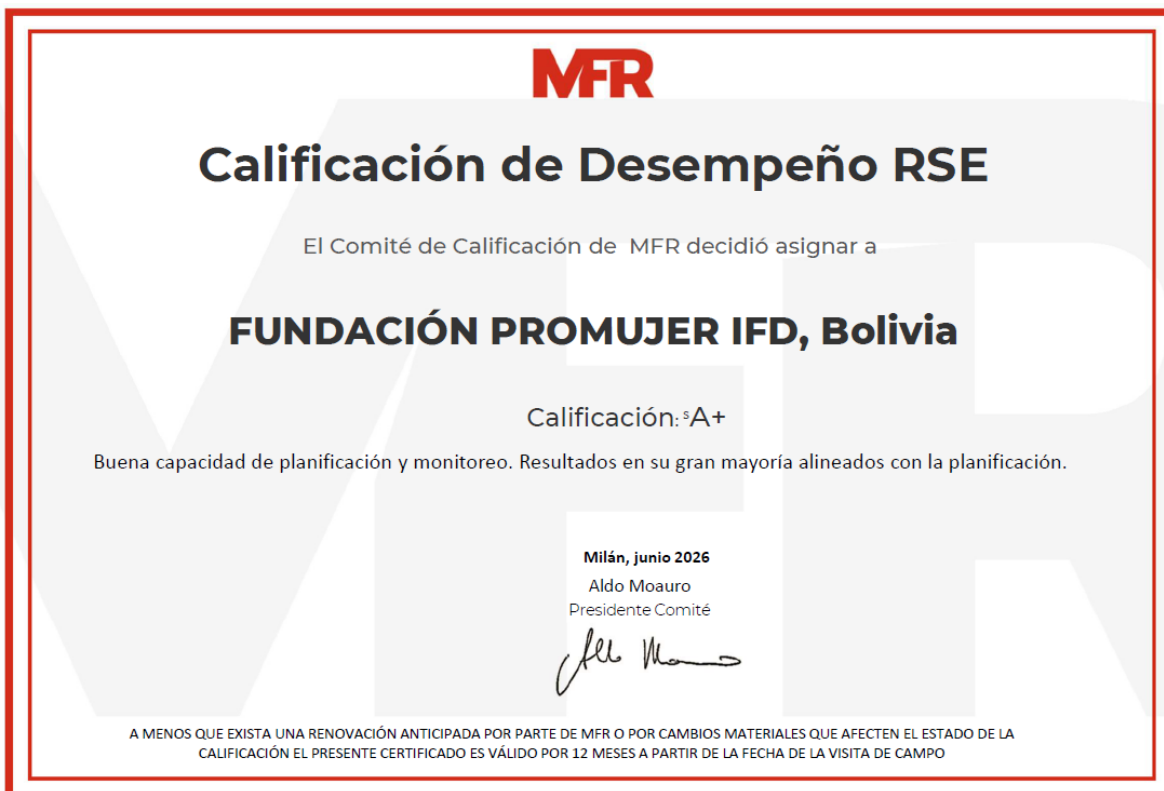 MFR
Calificación de Desempeño RSE
El Comité de Calificación de MFR decidió asignar a
FUNDACIÓN PROMUJER IFD, Bolivia
Calificación: sA+
Buena capacidad de planificación y monitoreo. Resultados en su gran mayoría alineados con la planificación.
Milán, junio 2026
Aldo Moauro
Presidente Comité
A MENOS QUE EXISTA UNA RENOVACIÓN ANTICIPADA POR PARTE DE MFR O POR CAMBIOS MATERIALES QUE AFECTEN EL ESTADO DE LA
CALIFICACIÓN EL PRESENTE CERTIFICADO ES VÁLIDO POR 12 MESES A PARTIR DE LA FECHA DE LA VISITA DE CAMPO